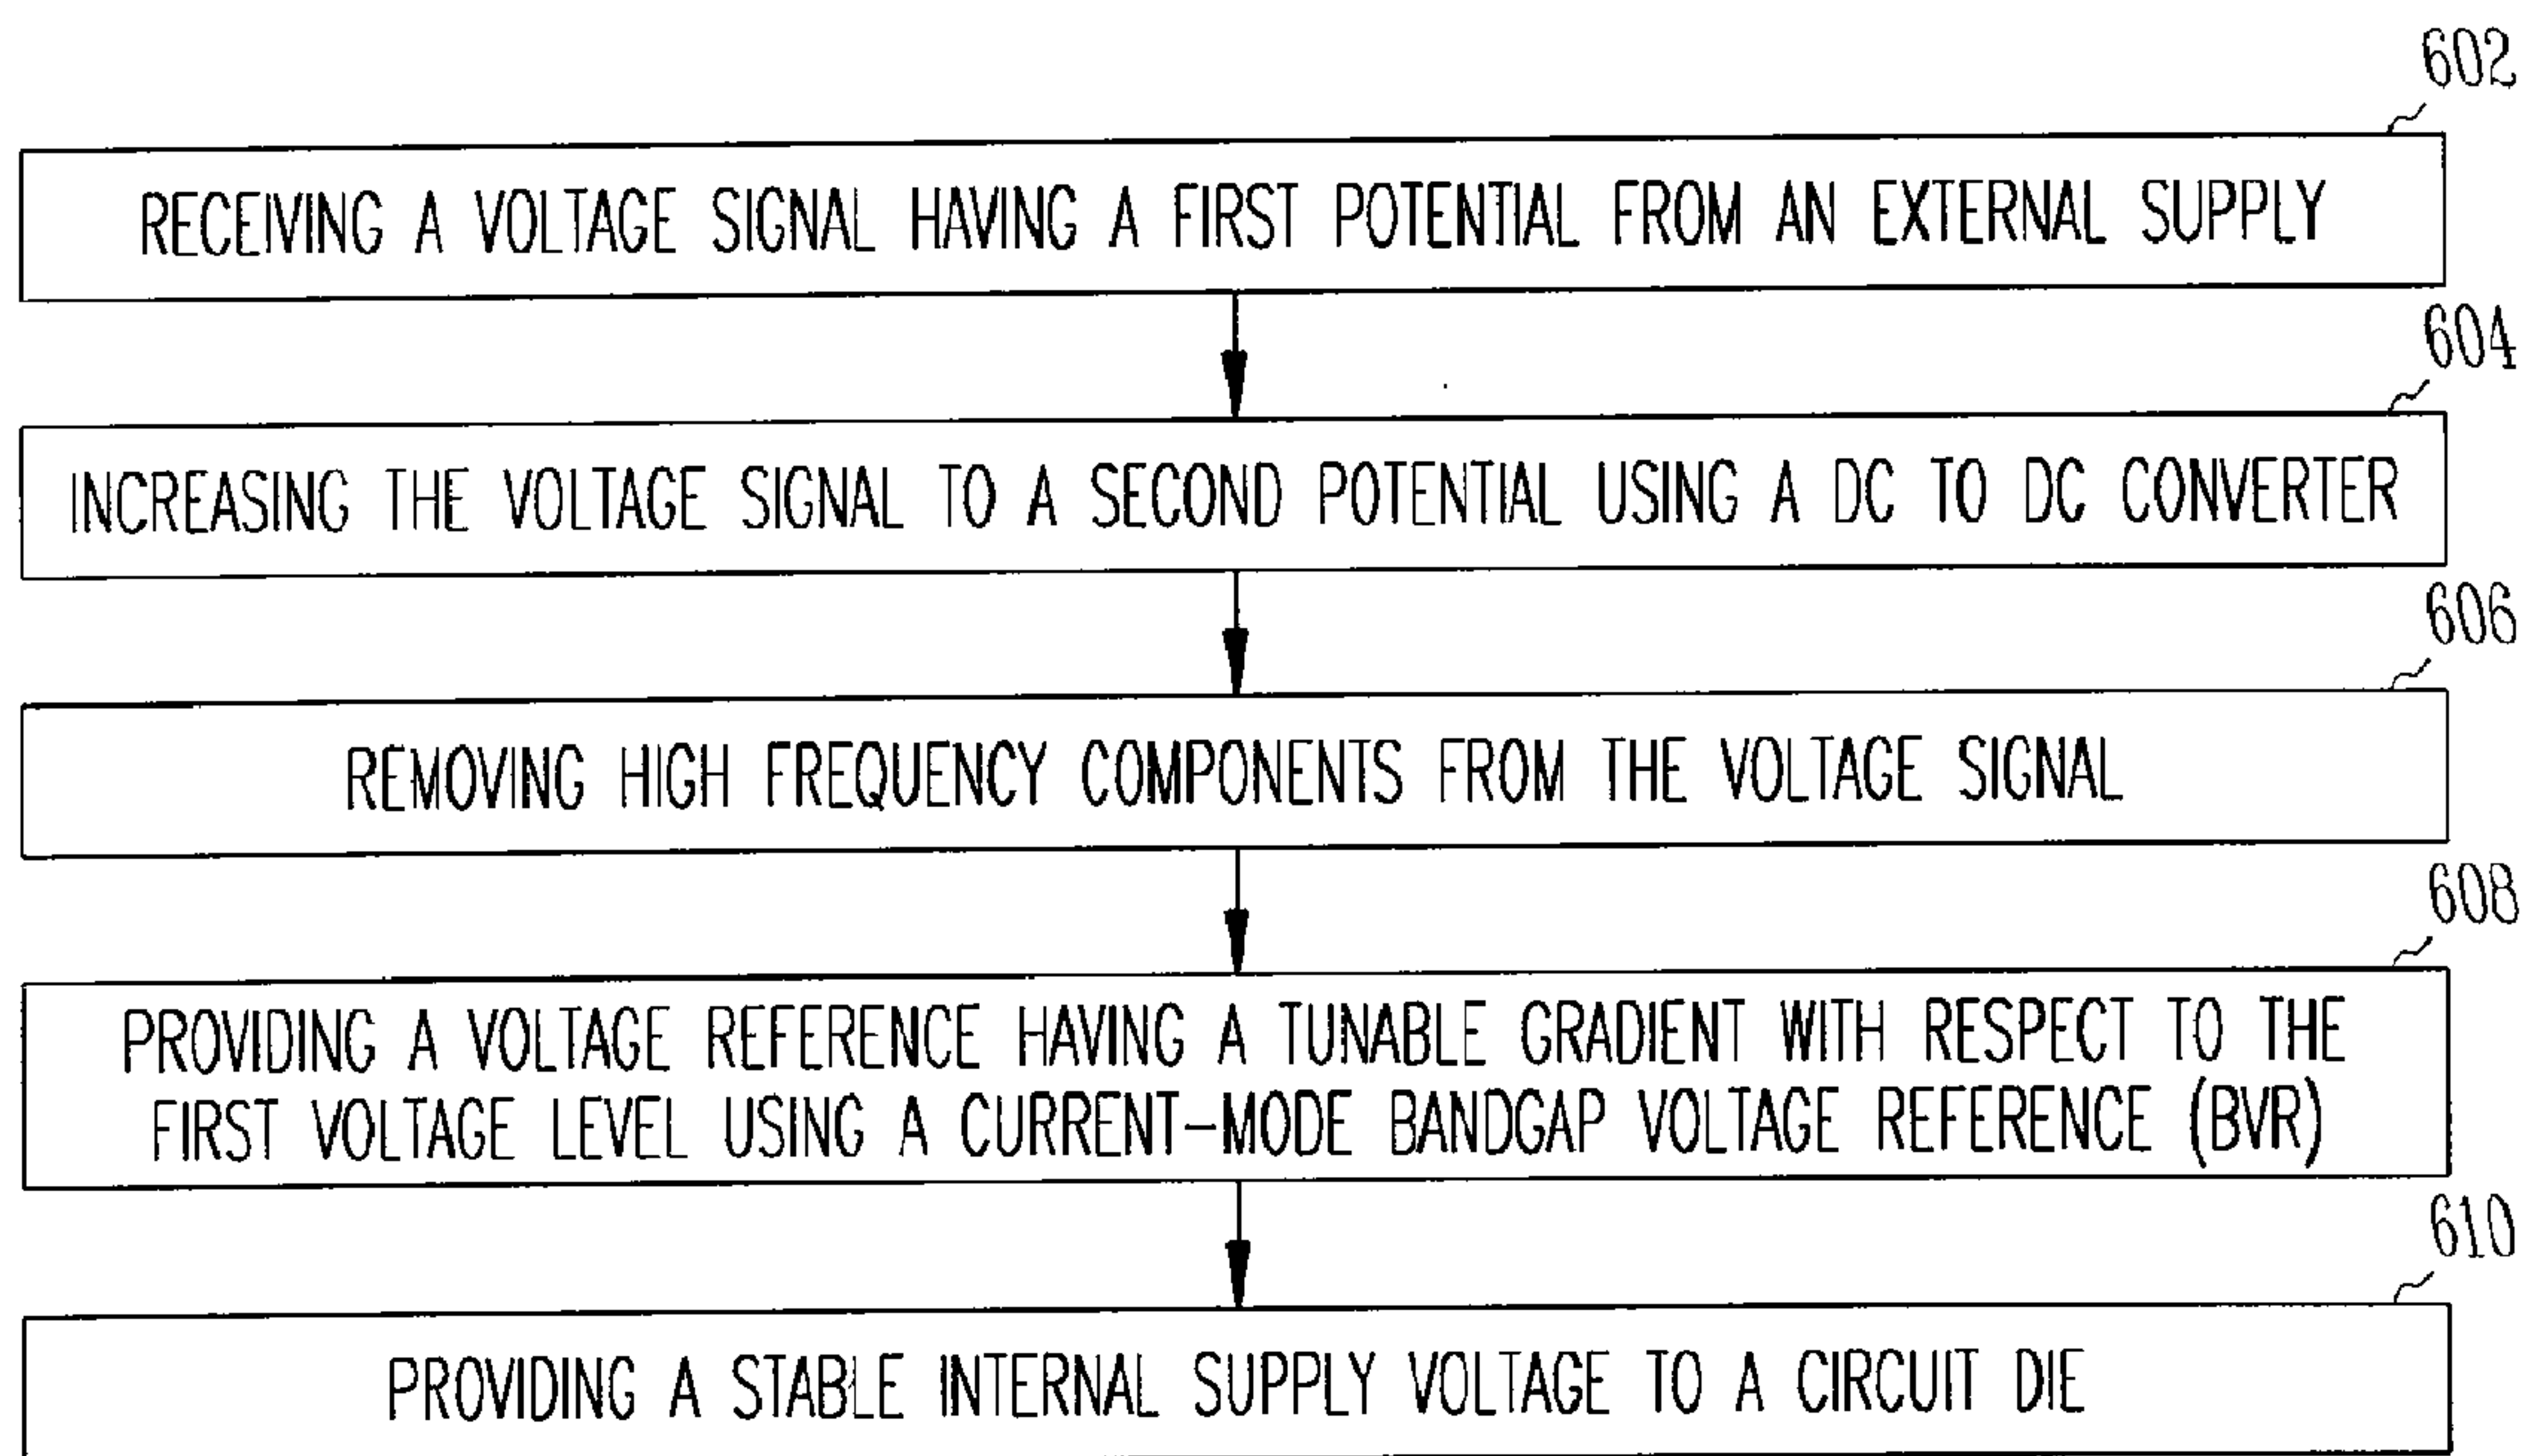 602
RECEIVING A VOLTAGE SIGNAL HAVING A FIRST POTENTIAL FROM AN EXTERNAL SUPPLY
604
INCREASING THE VOLTAGE SIGNAL TO A SECOND POTENTIAL USING A DC TO DC CONVERTER
606
REMOVING HIGH FREQUENCY COMPONENTS FROM THE VOLTAGE SIGNAL
608
PROVIDING A VOLTAGE REFERENCE HAVING A TUNABLE GRADIENT WITH RESPECT TO THE
FIRST VOLTAGE LEVEL USING A CURRENT-MODE BANDGAP VOLTAGE REFERENCE (BVR)
610
PROVIDING A STABLE INTERNAL SUPPLY VOLTAGE TO A CIRCUIT DIE